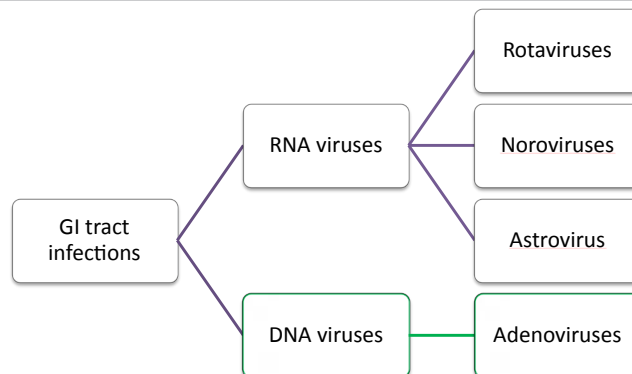 Rotaviruses
RNA viruses
Noroviruses
GI tract
infections
Astrovirus
DNA viruses
Adenoviruses